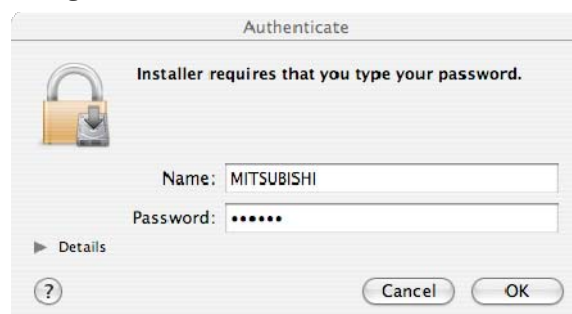 Authenticate
Installer requires that you type your password.
Name: MITSUBISHI
Password: ••••••
Details
?
Cancel
OK